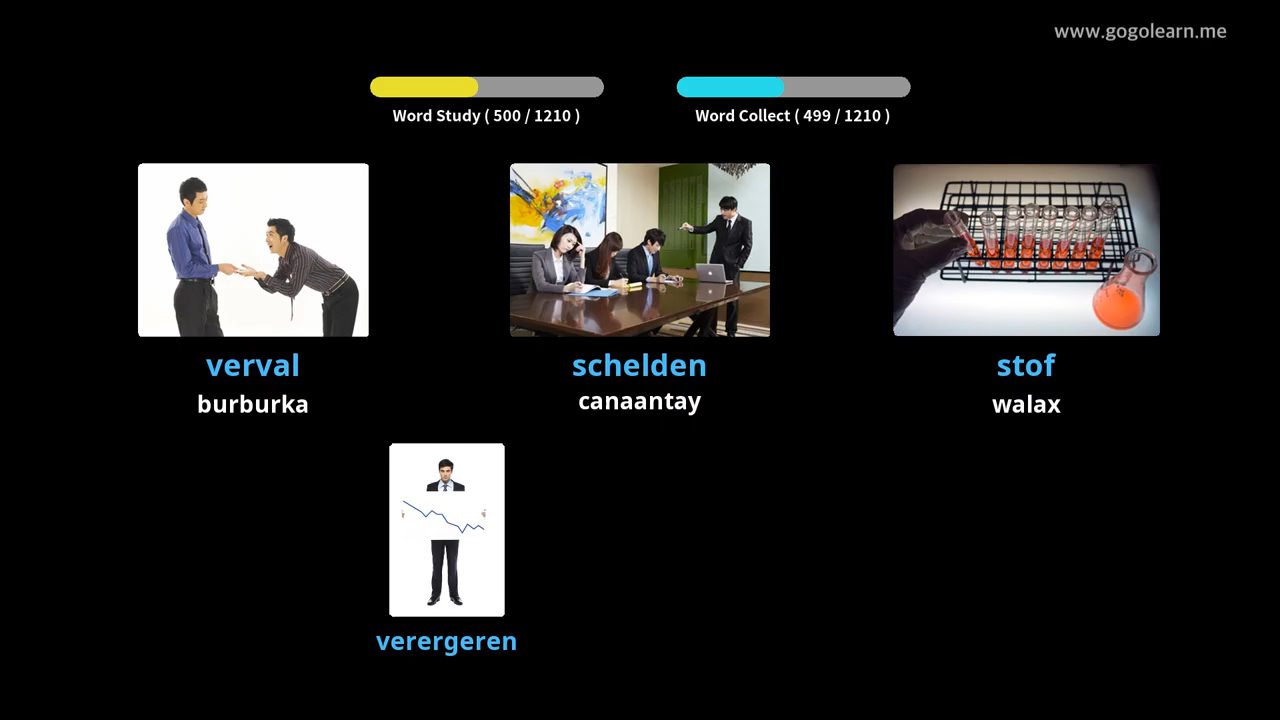 www.gogolearn.me
Word Study ( 500 / 1210 )
Word Collect ( 499 / 1210 )
verval
schelden
stof
burburka
canaantay
walax
verergeren